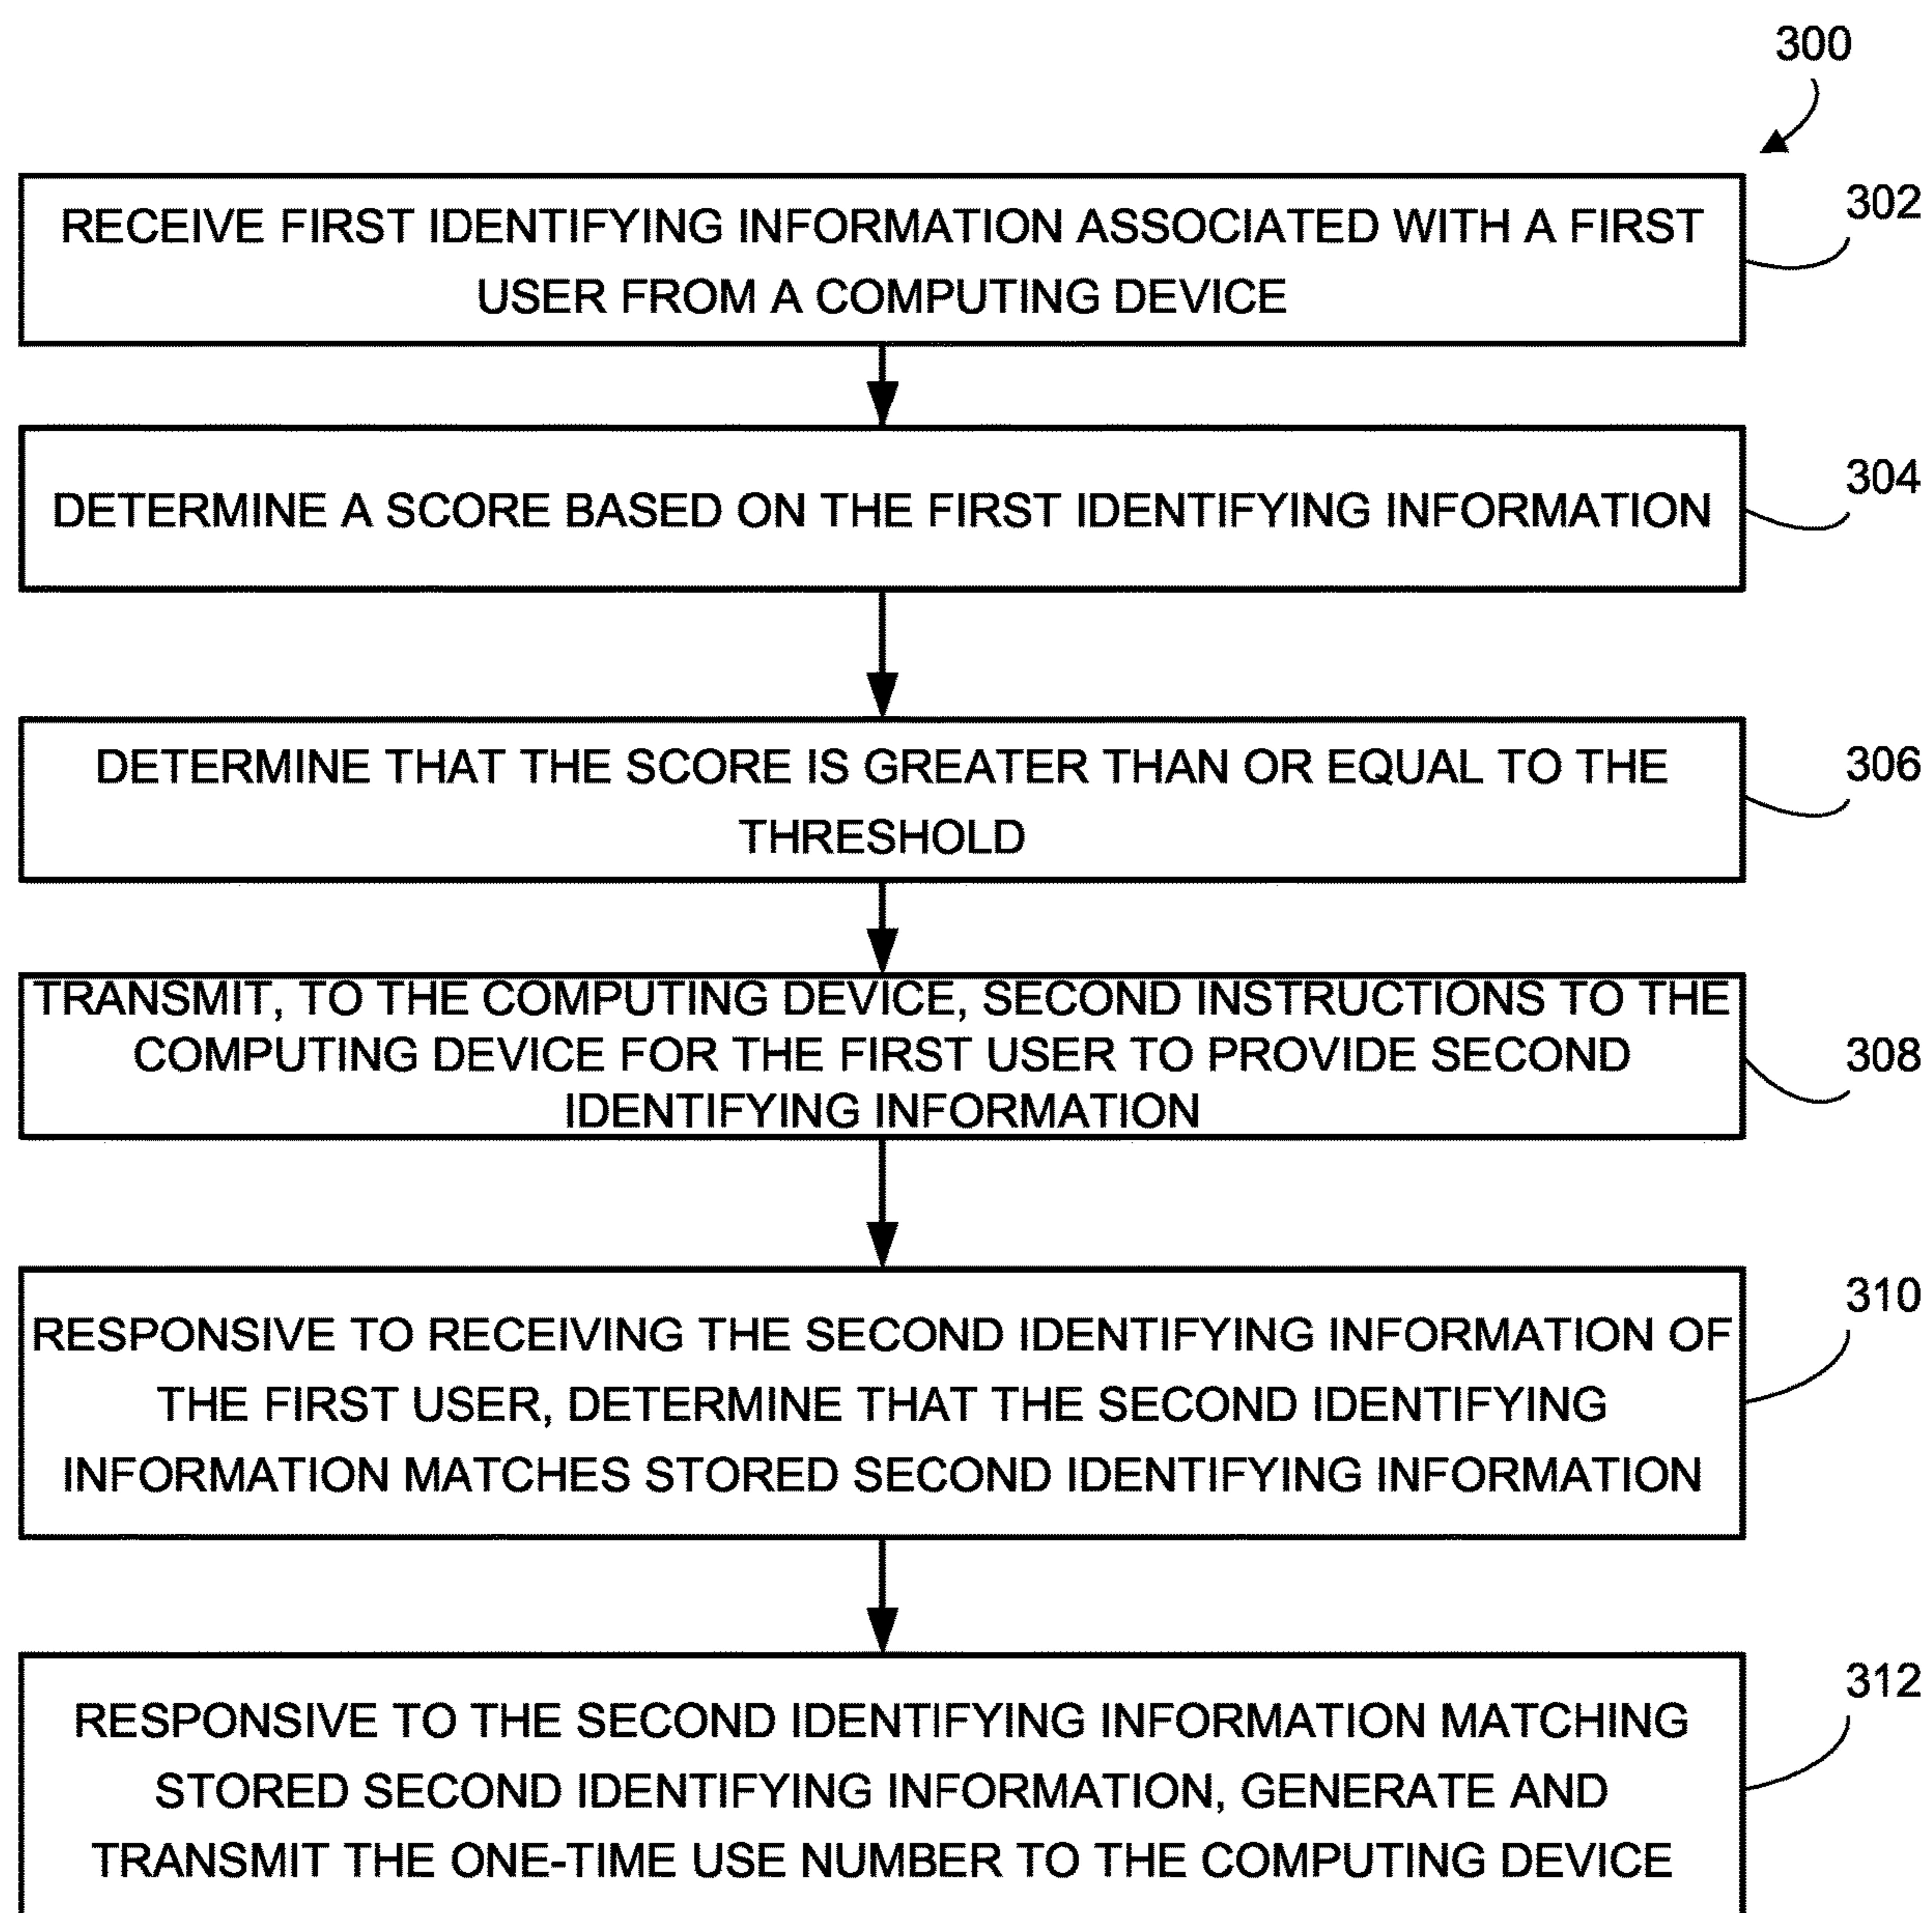 300
RECEIVE FIRST IDENTIFYING INFORMATION ASSOCIATED WITH A FIRST
USER FROM A COMPUTING DEVICE
302
DETERMINE A SCORE BASED ON THE FIRST IDENTIFYING INFORMATION
304
DETERMINE THAT THE SCORE IS GREATER THAN OR EQUAL TO THE
THRESHOLD
306
TRANSMIT, TO THE COMPUTING DEVICE, SECOND INSTRUCTIONS TO THE
COMPUTING DEVICE FOR THE FIRST USER TO PROVIDE SECOND
IDENTIFYING INFORMATION
308
RESPONSIVE TO RECEIVING THE SECOND IDENTIFYING INFORMATION OF
THE FIRST USER, DETERMINE THAT THE SECOND IDENTIFYING
INFORMATION MATCHES STORED SECOND IDENTIFYING INFORMATION
310
RESPONSIVE TO THE SECOND IDENTIFYING INFORMATION MATCHING
STORED SECOND IDENTIFYING INFORMATION, GENERATE AND
TRANSMIT THE ONE-TIME USE NUMBER TO THE COMPUTING DEVICE
312